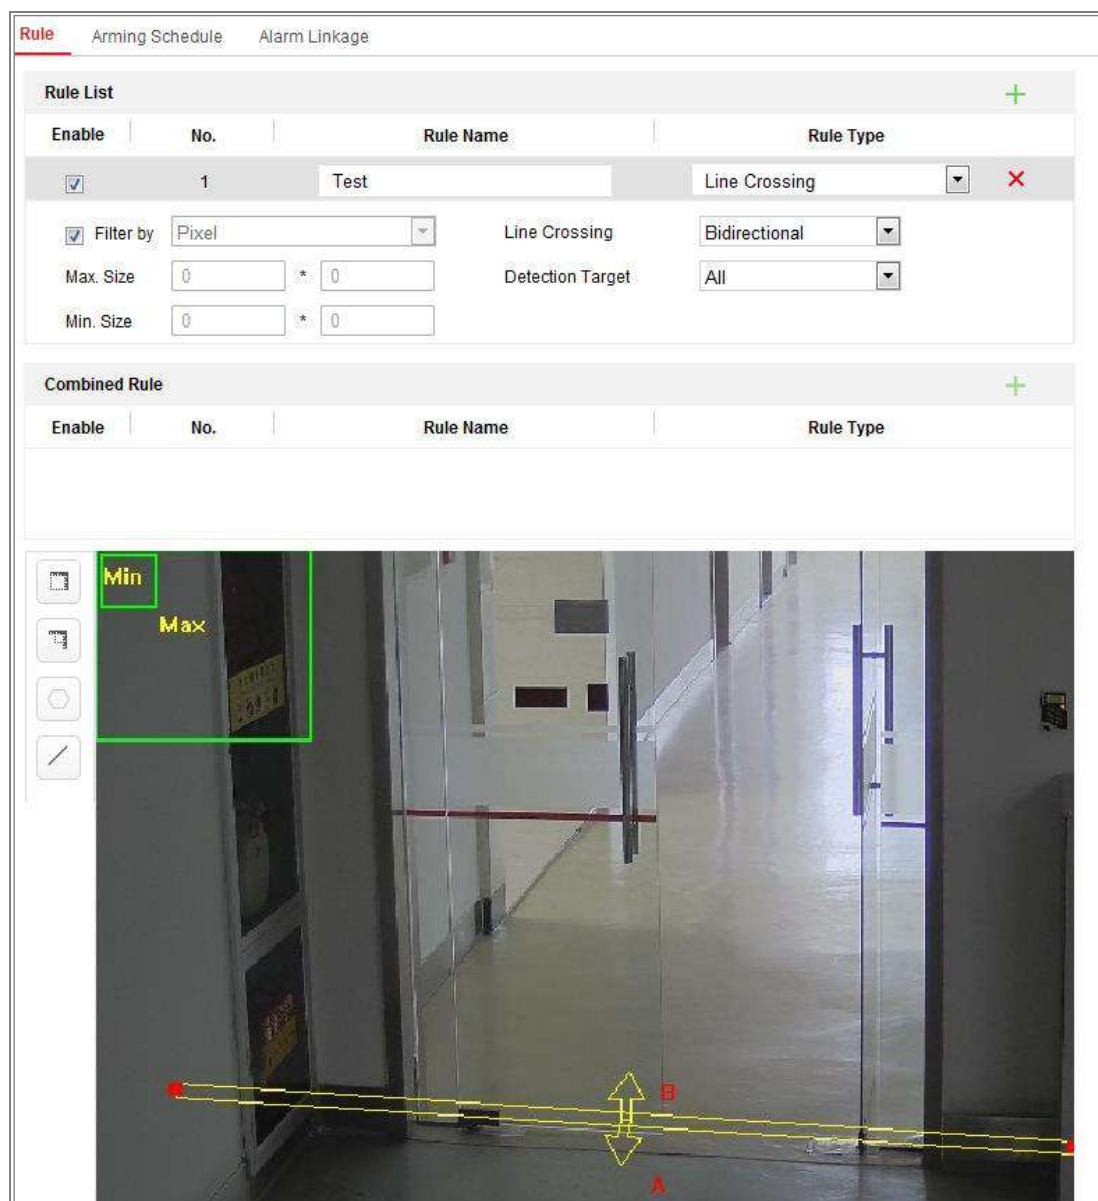 Rule Arming Schedule Alarm Linkage
Rule List
Enable No. Rule Name Rule Type
1 Test Line Crossing
Filter by Pixel Line Crossing Bidirectional
Max. Size 0 * 0 Detection Target All
Min. Size 0 * 0
Combined Rule
Enable No. Rule Name Rule Type
Min
Max
B
A